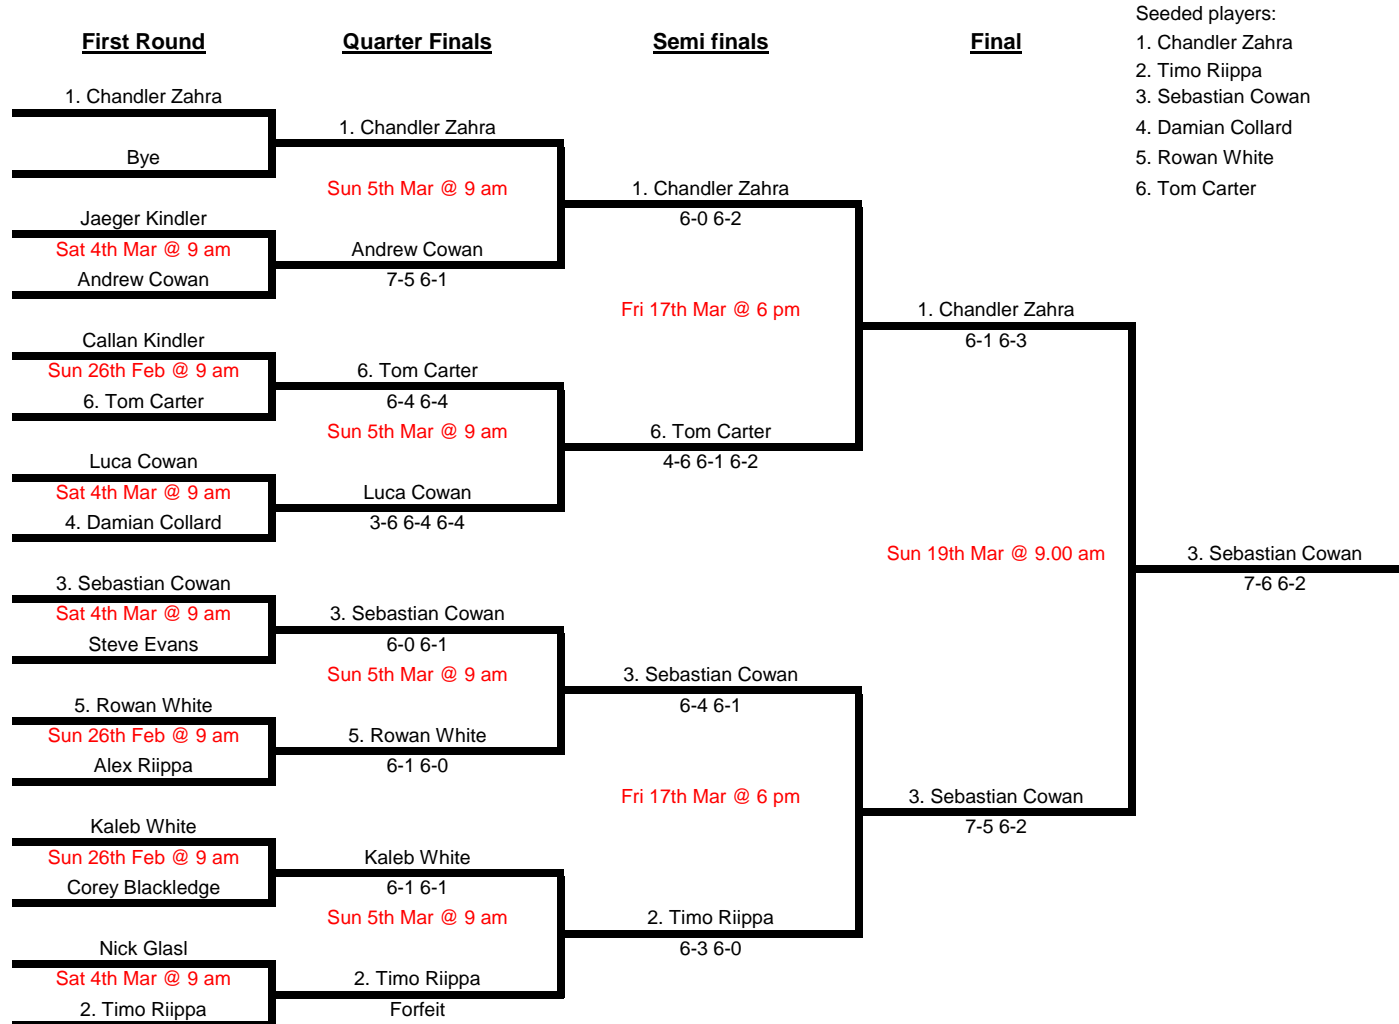 Seeded players:
First Round
Quarter Finals
Semi finals
Final
1. Chandler Zahra
2. Timo Riippa
3. Sebastian Cowan
4. Damian Collard
5. Rowan White
6. Tom Carter
1. Chandler Zahra
Bye
Jaeger Kindler
Sat 4th Mar @ 9 am
Andrew Cowan
Callan Kindler
Sun 26th Feb @ 9 am
6. Tom Carter
Luca Cowan
Sat 4th Mar @ 9 am
4. Damian Collard
3. Sebastian Cowan
Sat 4th Mar @ 9 am
Steve Evans
5. Rowan White
Sun 26th Feb @ 9 am
Alex Riippa
Kaleb White
Sun 26th Feb @ 9 am
Corey Blackledge
Nick Glasl
Sat 4th Mar @ 9 am
2. Timo Riippa
1. Chandler Zahra
Sun 5th Mar @ 9 am
Andrew Cowan
7-5 6-1
6. Tom Carter
6-4 6-4
Sun 5th Mar @ 9 am
Luca Cowan
3-6 6-4 6-4
3. Sebastian Cowan
6-0 6-1
Sun 5th Mar @ 9 am
5. Rowan White
6-1 6-0
Kaleb White
6-1 6-1
Sun 5th Mar @ 9 am
2. Timo Riippa
Forfeit
1. Chandler Zahra
6-0 6-2
Fri 17th Mar @ 6 pm
6. Tom Carter
4-6 6-1 6-2
3. Sebastian Cowan
6-4 6-1
Fri 17th Mar @ 6 pm
2. Timo Riippa
6-3 6-0
1. Chandler Zahra
6-1 6-3
Sun 19th Mar @ 9.00 am
3. Sebastian Cowan
7-5 6-2
3. Sebastian Cowan
7-6 6-2